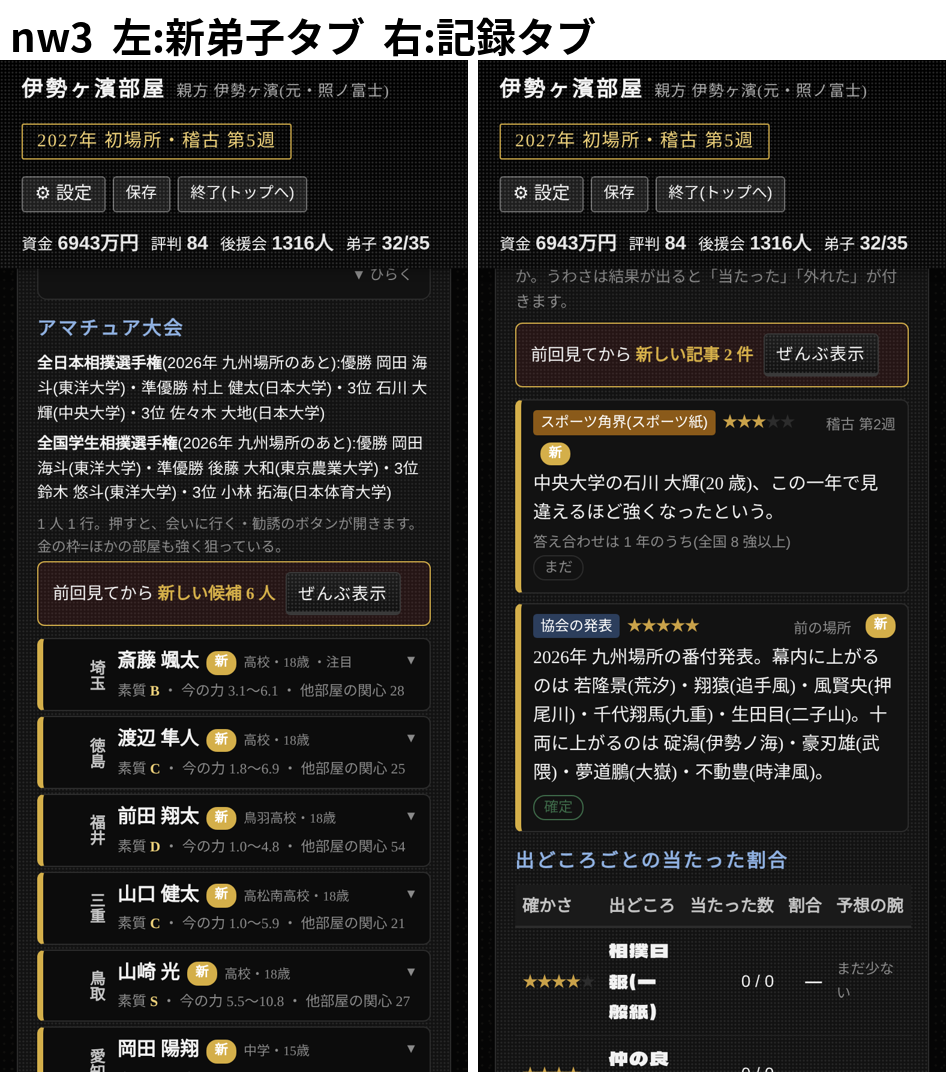 nw3 左:新弟子タブ 右:記録タブ
伊勢ヶ濱部屋 親方 伊勢ヶ濱(元・照ノ富士)
2027年 初場所・稽古 第5週
⚙ 設定 保存 終了(トップへ)
資金 6943万円 評判 84 後援会 1316人 弟子 32/35
▼ ひらく
アマチュア大会
全日本相撲選手権(2026年 九州場所のあと):優勝 岡田 海
斗(東洋大学)・準優勝 村上 健太(日本大学)・3位 石川 大
輝(中央大学)・3位 佐々木 大地(日本大学)
全国学生相撲選手権(2026年 九州場所のあと):優勝 岡田
海斗(東洋大学)・準優勝 後藤 大和(東京農業大学)・3位
鈴木 悠斗(東洋大学)・3位 小林 拓海(日本体育大学)
1 人 1 行。押すと、会いに行く・勧誘のボタンが開きます。
金の枠=ほかの部屋も強く狙っている。
前回見てから 新しい候補 6 人 ぜんぶ表示
埼玉 斎藤 颯太 新 高校・18歳 ・注目 ▼
素質 B ・ 今の力 3.1〜6.1 ・ 他部屋の関心 28
徳島 渡辺 隼人 新 高校・18歳 ▼
素質 C ・ 今の力 1.8〜6.9 ・ 他部屋の関心 25
福井 前田 翔太 新 鳥羽高校・18歳 ▼
素質 D ・ 今の力 1.0〜4.8 ・ 他部屋の関心 54
三重 山口 健太 新 高松南高校・18歳 ▼
素質 C ・ 今の力 1.0〜5.9 ・ 他部屋の関心 21
鳥取 山崎 光 新 高校・18歳 ▼
素質 S ・ 今の力 5.5〜10.8 ・ 他部屋の関心 27
愛知 岡田 陽翔 新 中学・15歳 ▼
伊勢ヶ濱部屋 親方 伊勢ヶ濱(元・照ノ富士)
2027年 初場所・稽古 第5週
⚙ 設定 保存 終了(トップへ)
資金 6943万円 評判 84 後援会 1316人 弟子 32/35
か。うわさは結果が出ると「当たった」「外れた」が付
きます。
前回見てから 新しい記事 2 件 ぜんぶ表示
スポーツ角界(スポーツ紙) ★★★★★ 稽古 第2週
新
中央大学の石川 大輝(20 歳)、この一年で見
違えるほど強くなったという。
答え合わせは 1 年のうち(全国 8 強以上)
まだ
協会の発表 ★★★★★ 前の場所 新
2026年 九州場所の番付発表。幕内に上がる
のは 若隆景(荒汐)・翔猿(追手風)・風賢央(押
尾川)・千代翔馬(九重)・生田目(二子山)。十
両に上がるのは 碇潟(伊勢ノ海)・豪刃雄(武
隈)・夢道鵬(大嶽)・不動豊(時津風)。
確定
出どころごとの当たった割合
確かさ 出どころ 当たった数 割合 予想の腕
★★★★★ 相撲日報(一般紙) 0 / 0 — まだ少ない
仲の良